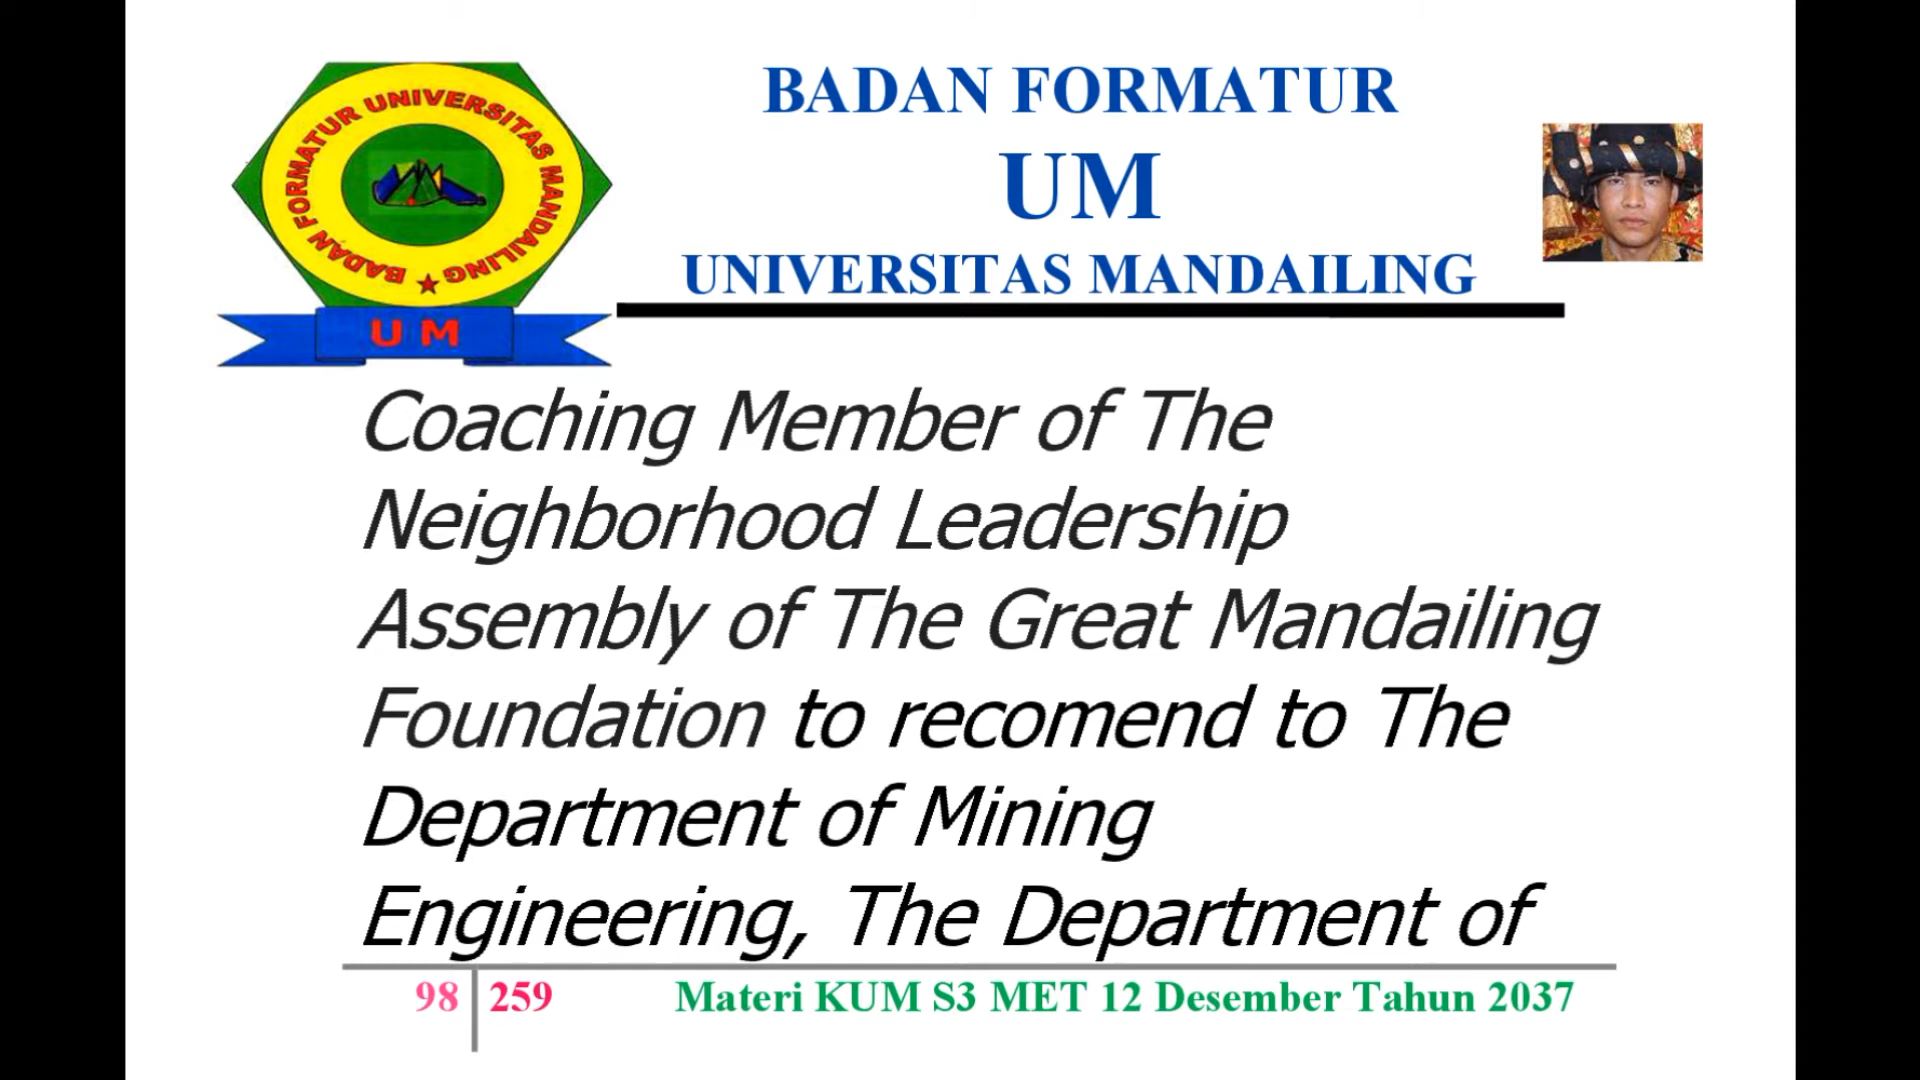 BADAN FORMATUR UNIVERSITAS MANDAILING
U M
BADAN FORMATUR
UM
UNIVERSITAS MANDAILING
Coaching Member of The
Neighborhood Leadership
Assembly of The Great Mandailing
Foundation to recomend to The
Department of Mining
Engineering, The Department of
98 259 Materi KUM S3 MET 12 Desember Tahun 2037